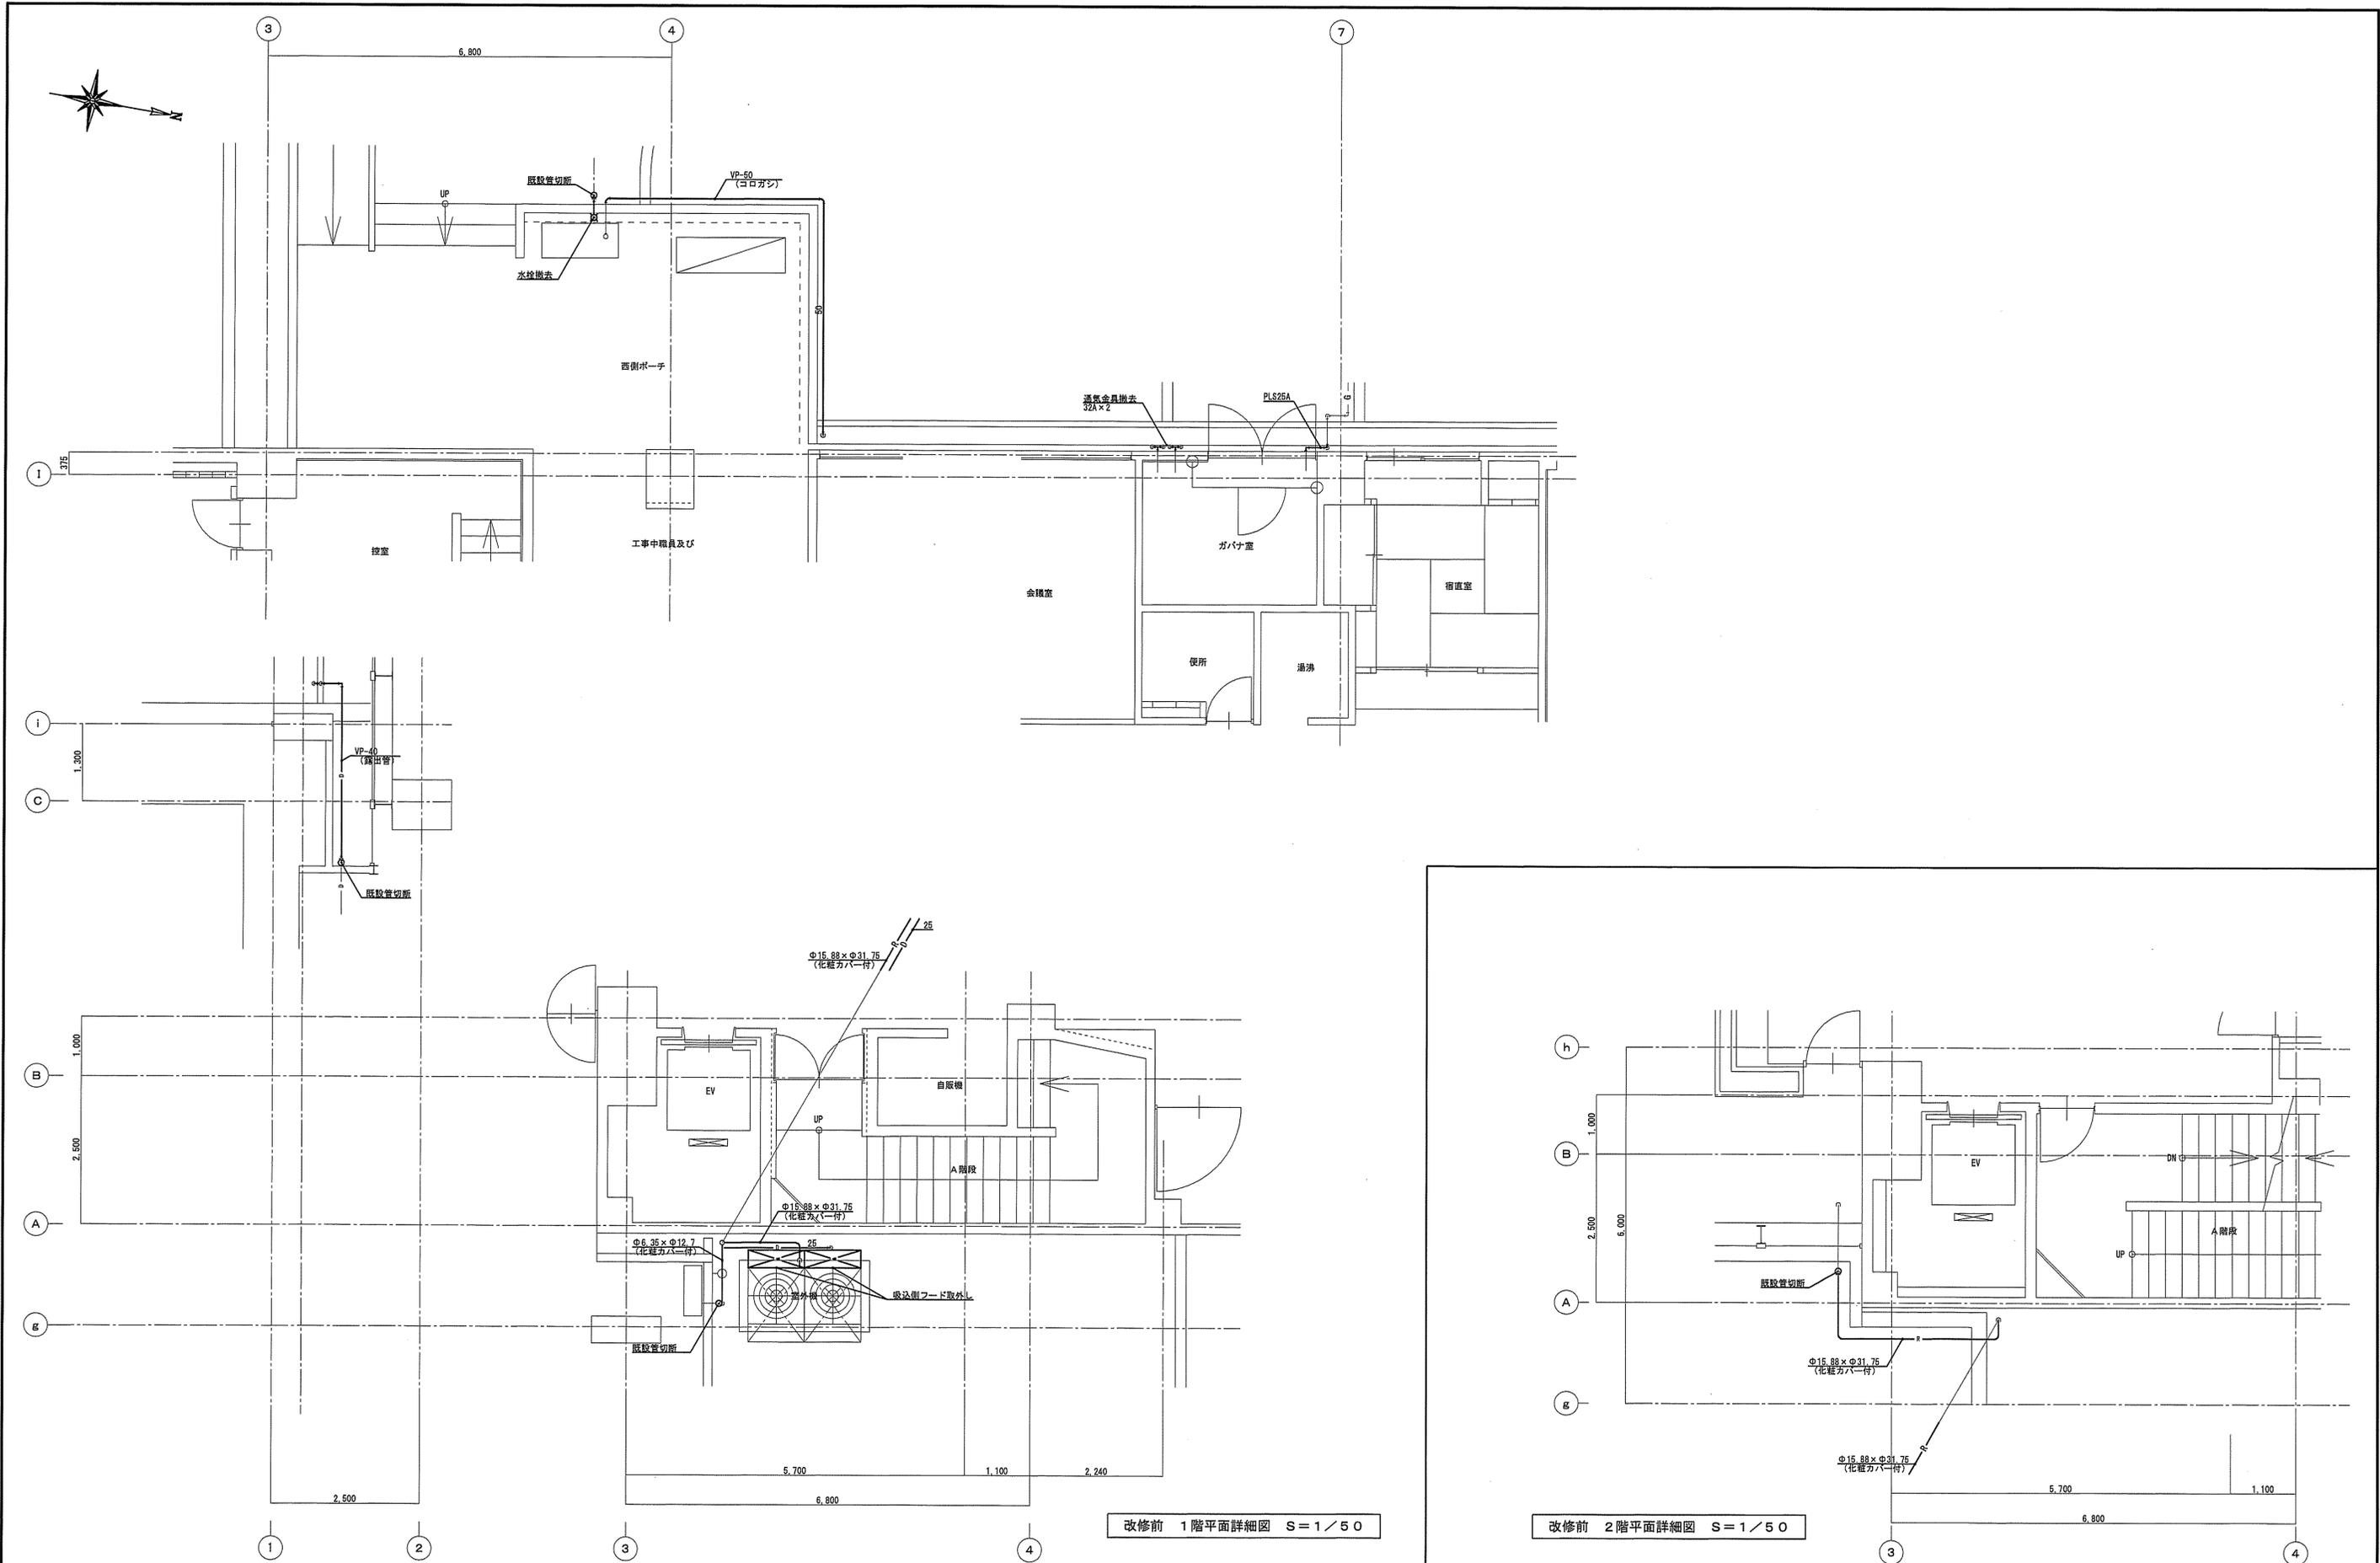 3
4
7
6,800
N
既設管切断
VP-50
(コロガシ)
UP
水栓撤去
50
西側ポーチ
通気金具撤去
32A×2
PLS25A
G
375
I
控室
工事中職員及び
ガバナ室
会議室
宿直室
便所
湯沸
i
1,300
VP-40
(露出管)
D
C
D
既設管切断
25
R
D
Φ15.88×Φ31.75
(化粧カバー付)
1,000
B
EV
自販機
UP
2,500
A階段
A
Φ15.88×Φ31.75
(化粧カバー付)
Φ6.35×Φ12.7
(化粧カバー付)
D
25
室外機
吸込側フード取外し
g
既設管切断
5,700
1,100
2,240
2,500
6,800
1
2
3
4
改修前 1階平面詳細図 S=1/50
h
1,000
B
EV
DN
2,500
6,000
A階段
UP
既設管切断
A
R
Φ15.88×Φ31.75
(化粧カバー付)
g
R
Φ15.88×Φ31.75
(化粧カバー付)
5,700
1,100
6,800
改修前 2階平面詳細図 S=1/50
3
4